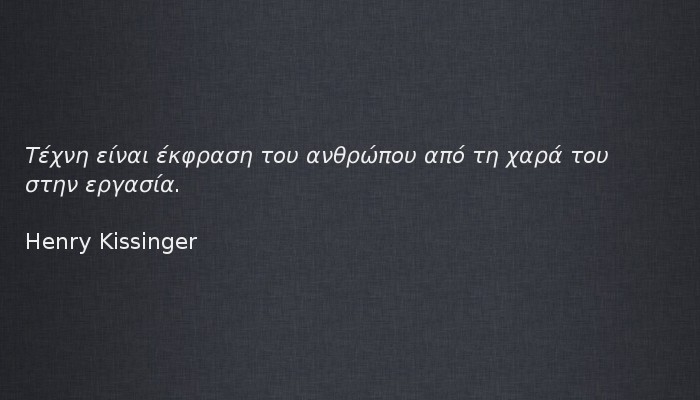 Τέχνη είναι έκφραση του ανθρώπου από τη χαρά του
στην εργασία.
Henry Kissinger